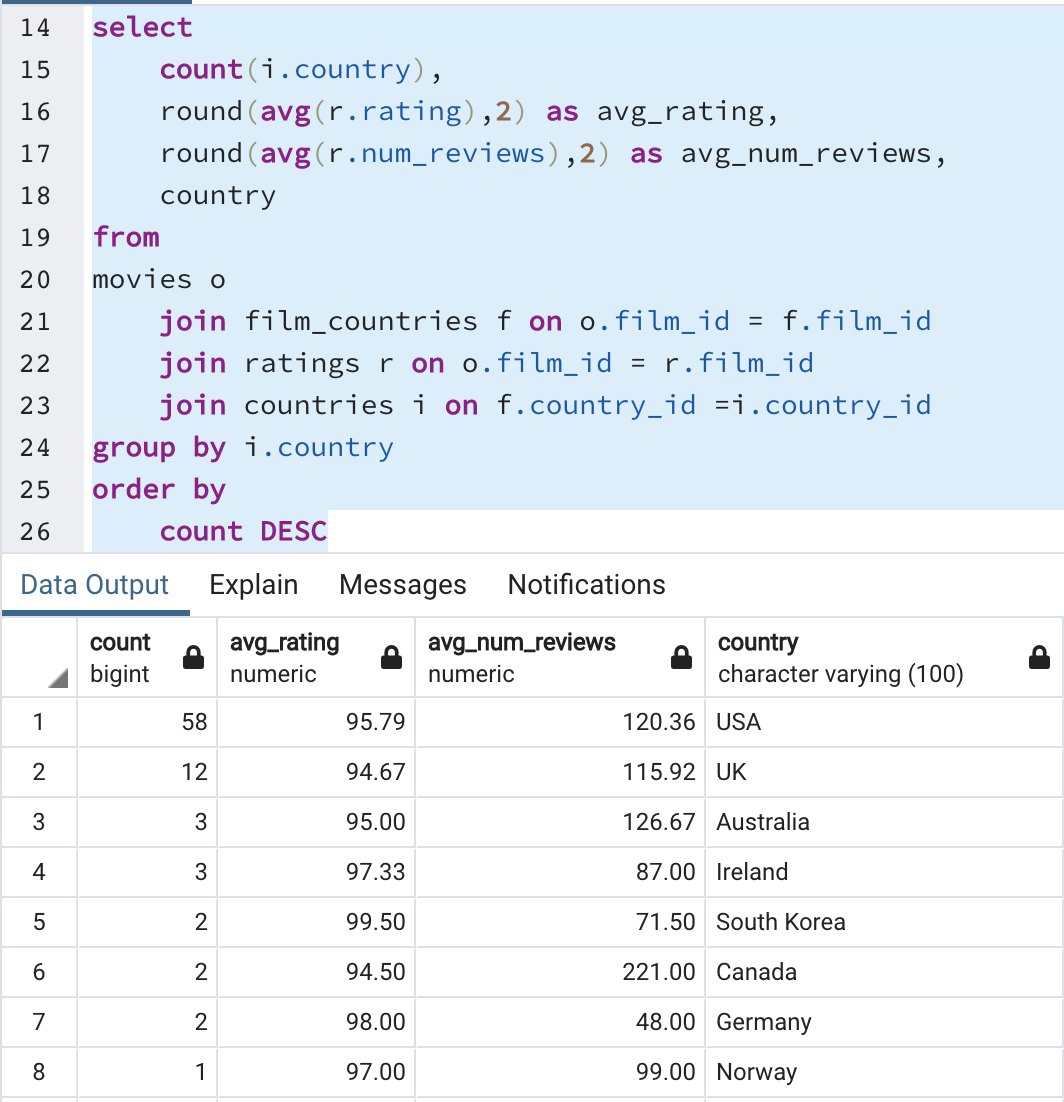 14 select
15 count(i.country),
16 round(avg(r.rating),2) as avg_rating,
17 round(avg(r.num_reviews),2) as avg_num_reviews,
18 country
19 from
20 movies o
21 join film_countries f on o.film_id = f.film_id
22 join ratings r on o.film_id = r.film_id
23 join countries i on f.country_id =i.country_id
24 group by i.country
25 order by
26 count DESC
Data Output Explain Messages Notifications
count avg_rating avg_num_reviews country
bigint numeric numeric character varying (100)
1 58 95.79 120.36 USA
2 12 94.67 115.92 UK
3 3 95.00 126.67 Australia
4 3 97.33 87.00 Ireland
5 2 99.50 71.50 South Korea
6 2 94.50 221.00 Canada
7 2 98.00 48.00 Germany
8 1 97.00 99.00 Norway